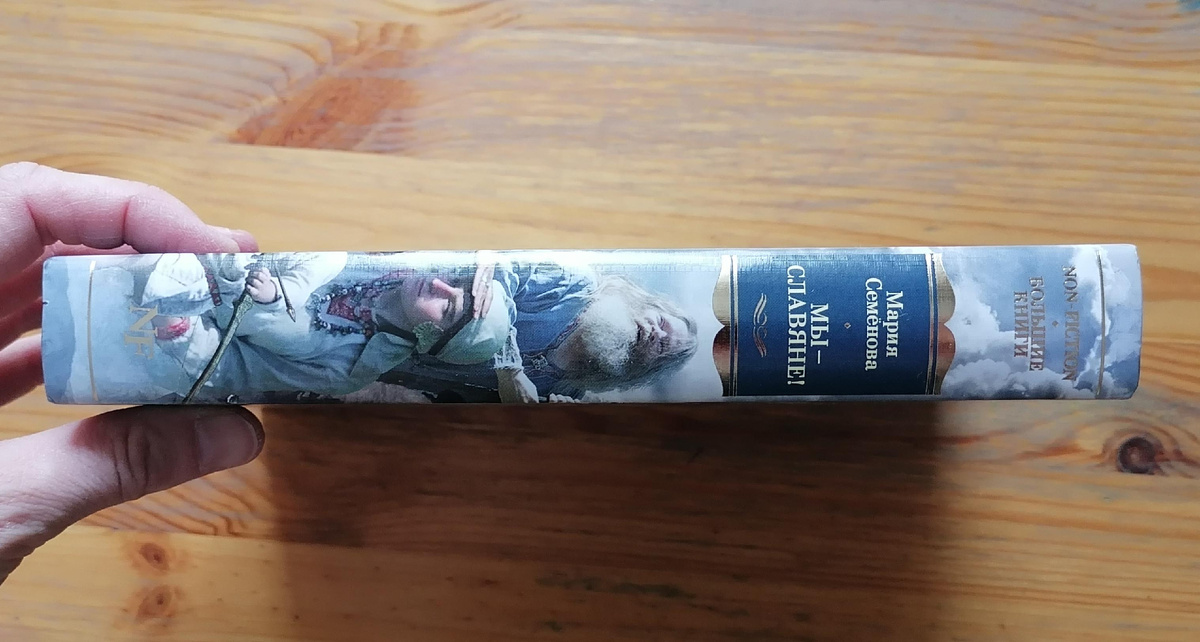 NON-FICTION
БОЛЬШИЕ
КНИГИ
Мария
Семёнова
МЫ –
СЛАВЯНЕ!
NF